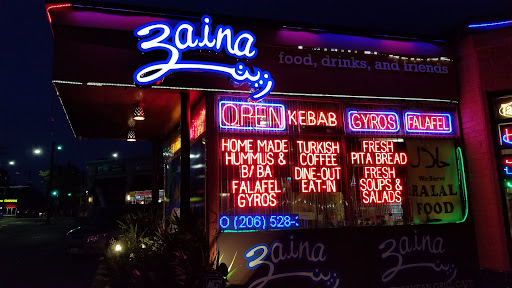 zaina
زينة
food, drinks, and friends
OPEN KEBAB GYROS FALAFEL
HOME MADE
HUMMUS &
B/ BA
FALAFEL
GYROS
TURKISH
COFFEE
DINE-OUT
EAT-IN
FRESH
PITA BREAD
FRESH
SOUPS &
SALADS
حلال
We Serve
HALAL
FOOD
(206) 528-
zaina
zaina